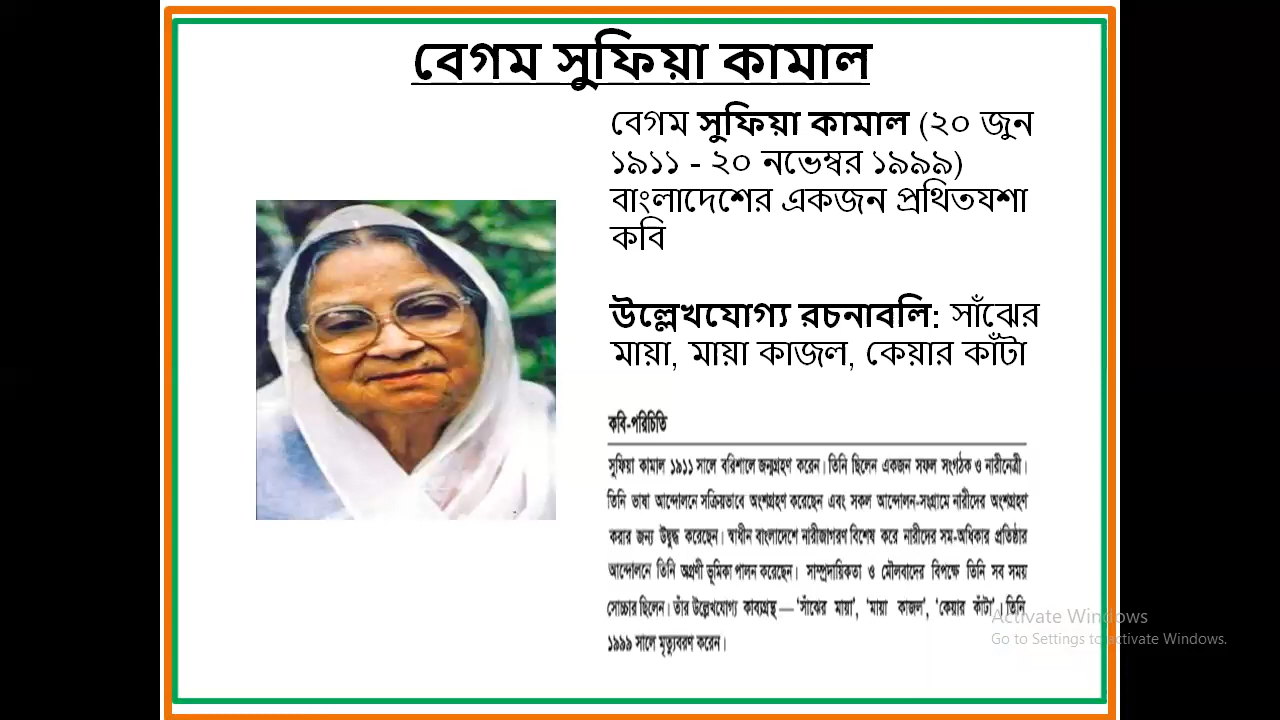 বেগম সুফিয়া কামাল
বেগম সুফিয়া কামাল (২০ জুন
১৯১১ - ২০ নভেম্বর ১৯৯৯)
বাংলাদেশের একজন প্রথিতযশা
কবি
উল্লেখযোগ্য রচনাবলি: সাঁঝের
মায়া, মায়া কাজল, কেয়ার কাঁটা
কবি-পরিচিতি
সুফিয়া কামাল ১৯১১ সালে বরিশালে জন্মগ্রহণ করেন। তিনি ছিলেন একজন সফল সংগঠক ও নারীনেত্রী।
তিনি ভাষা আন্দোলনে সক্রিয়ভাবে অংশগ্রহণ করেছেন এবং সকল আন্দোলন-সংগ্রামে নারীদের অংশগ্রহণ
করার জন্য উদ্বুদ্ধ করেছেন। স্বাধীন বাংলাদেশে নারীজাগরণ বিশেষ করে নারীদের সম-অধিকার প্রতিষ্ঠার
আন্দোলনে তিনি অগ্রণী ভূমিকা পালন করেছেন। সাম্প্রদায়িকতা ও মৌলবাদের বিপক্ষে তিনি সব সময়
সোচ্চার ছিলেন। তাঁর উল্লেখযোগ্য কাব্যগ্রন্থ — ‘সাঁঝের মায়া’, ‘মায়া কাজল’, ‘কেয়ার কাঁটা’। তিনি
১৯৯৯ সালে মৃত্যুবরণ করেন।
Activate Windows
Go to Settings to activate Windows.